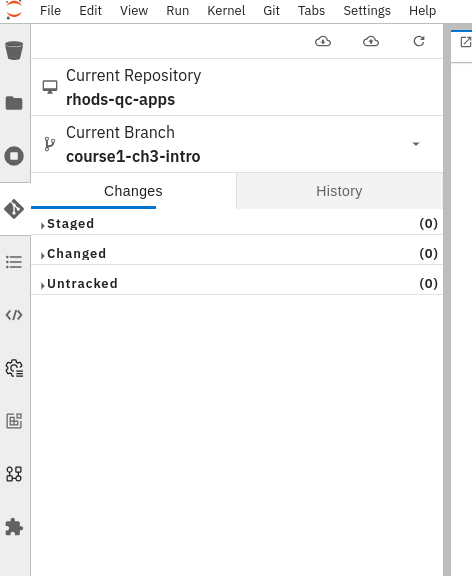 File Edit View Run Kernel Git Tabs Settings Help
Current Repository
rhods-qc-apps
Current Branch
course1-ch3-intro
Changes History
Staged (0)
Changed (0)
Untracked (0)